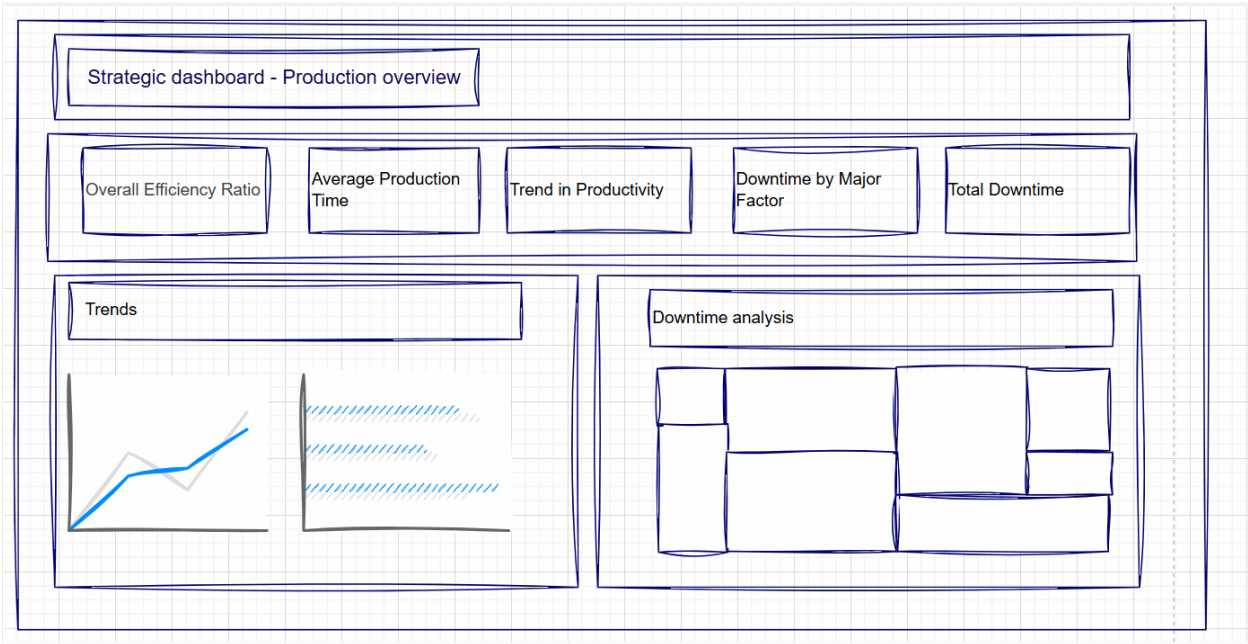 Strategic dashboard - Production overview
Overall Efficiency Ratio
Average Production
Time
Trend in Productivity
Downtime by Major
Factor
Total Downtime
Trends
Downtime analysis